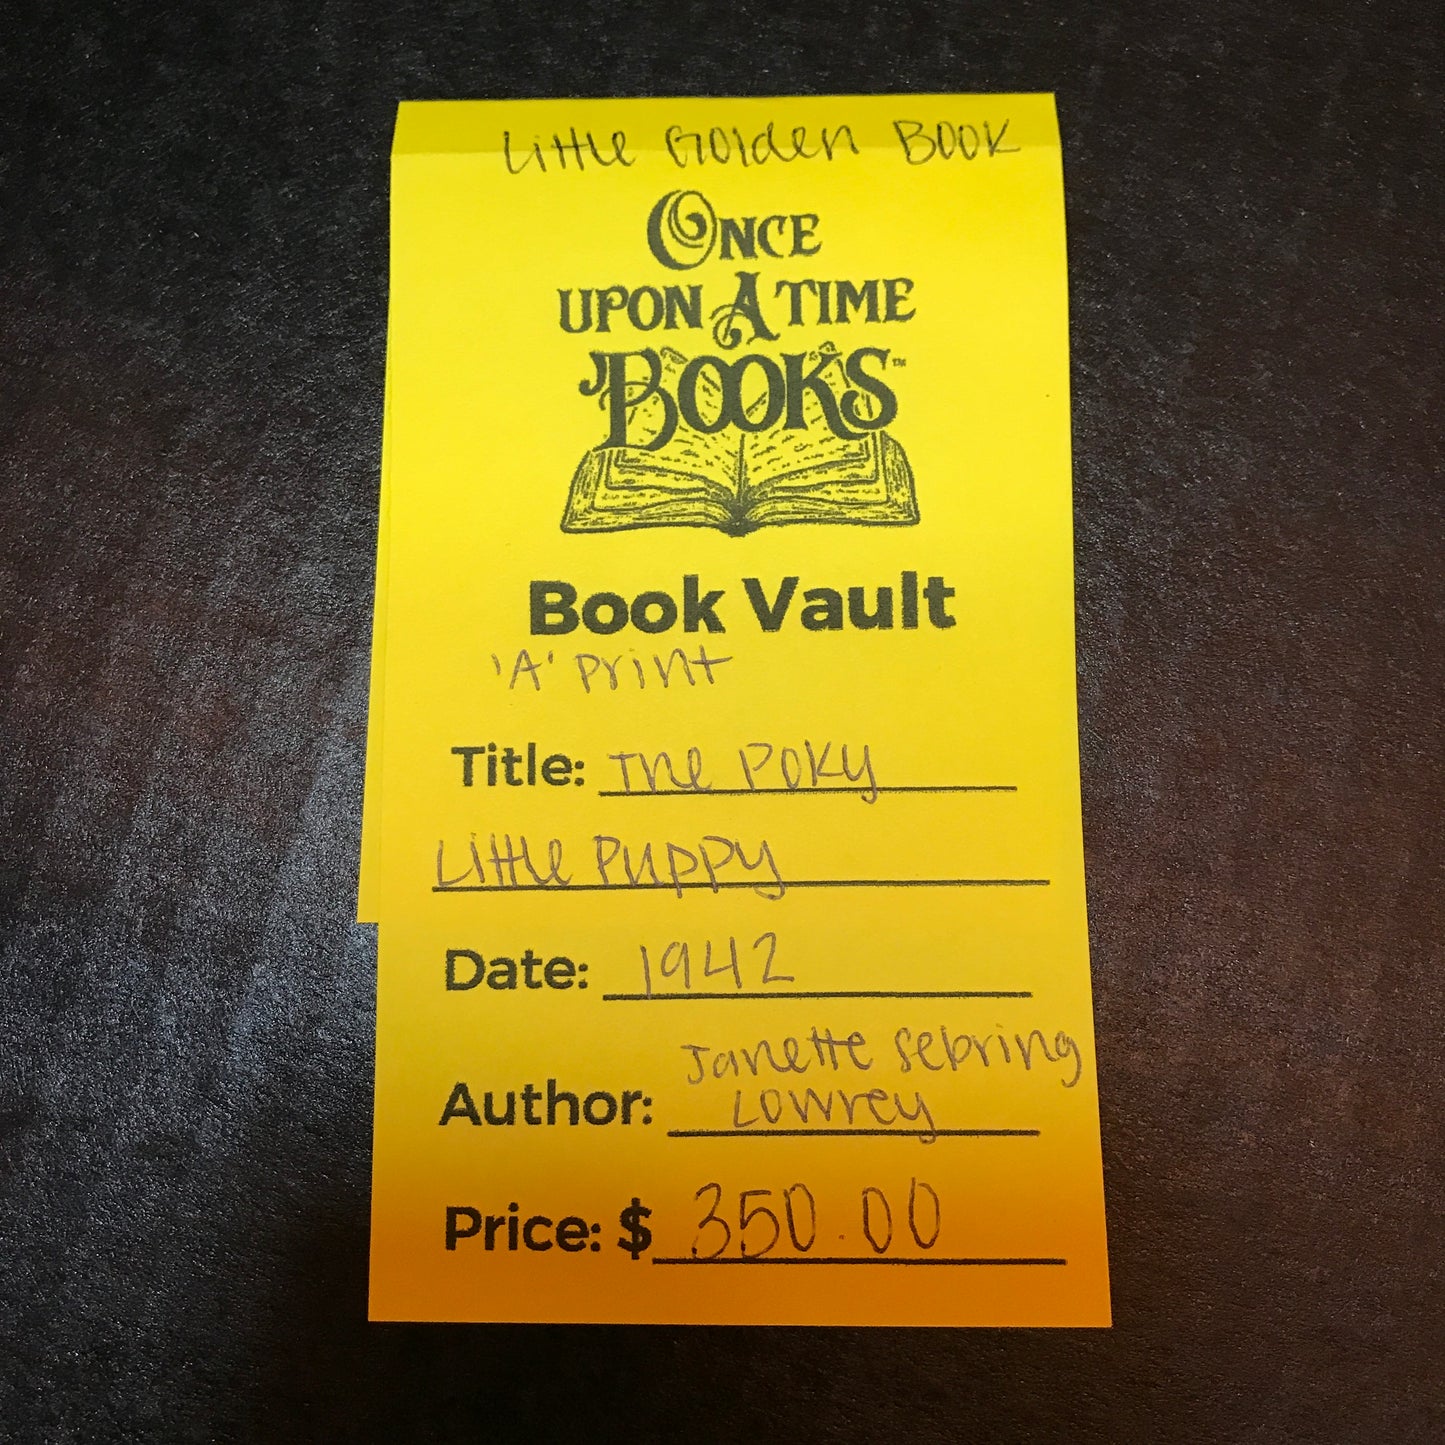 Little Golden Book
ONCE
UPON A TIME
BOOKS™
Book Vault
'A' Print
Title: The Poky
Little Puppy
Date: 1942
Janette Sebring
Author: Lowrey
Price: $ 350.00